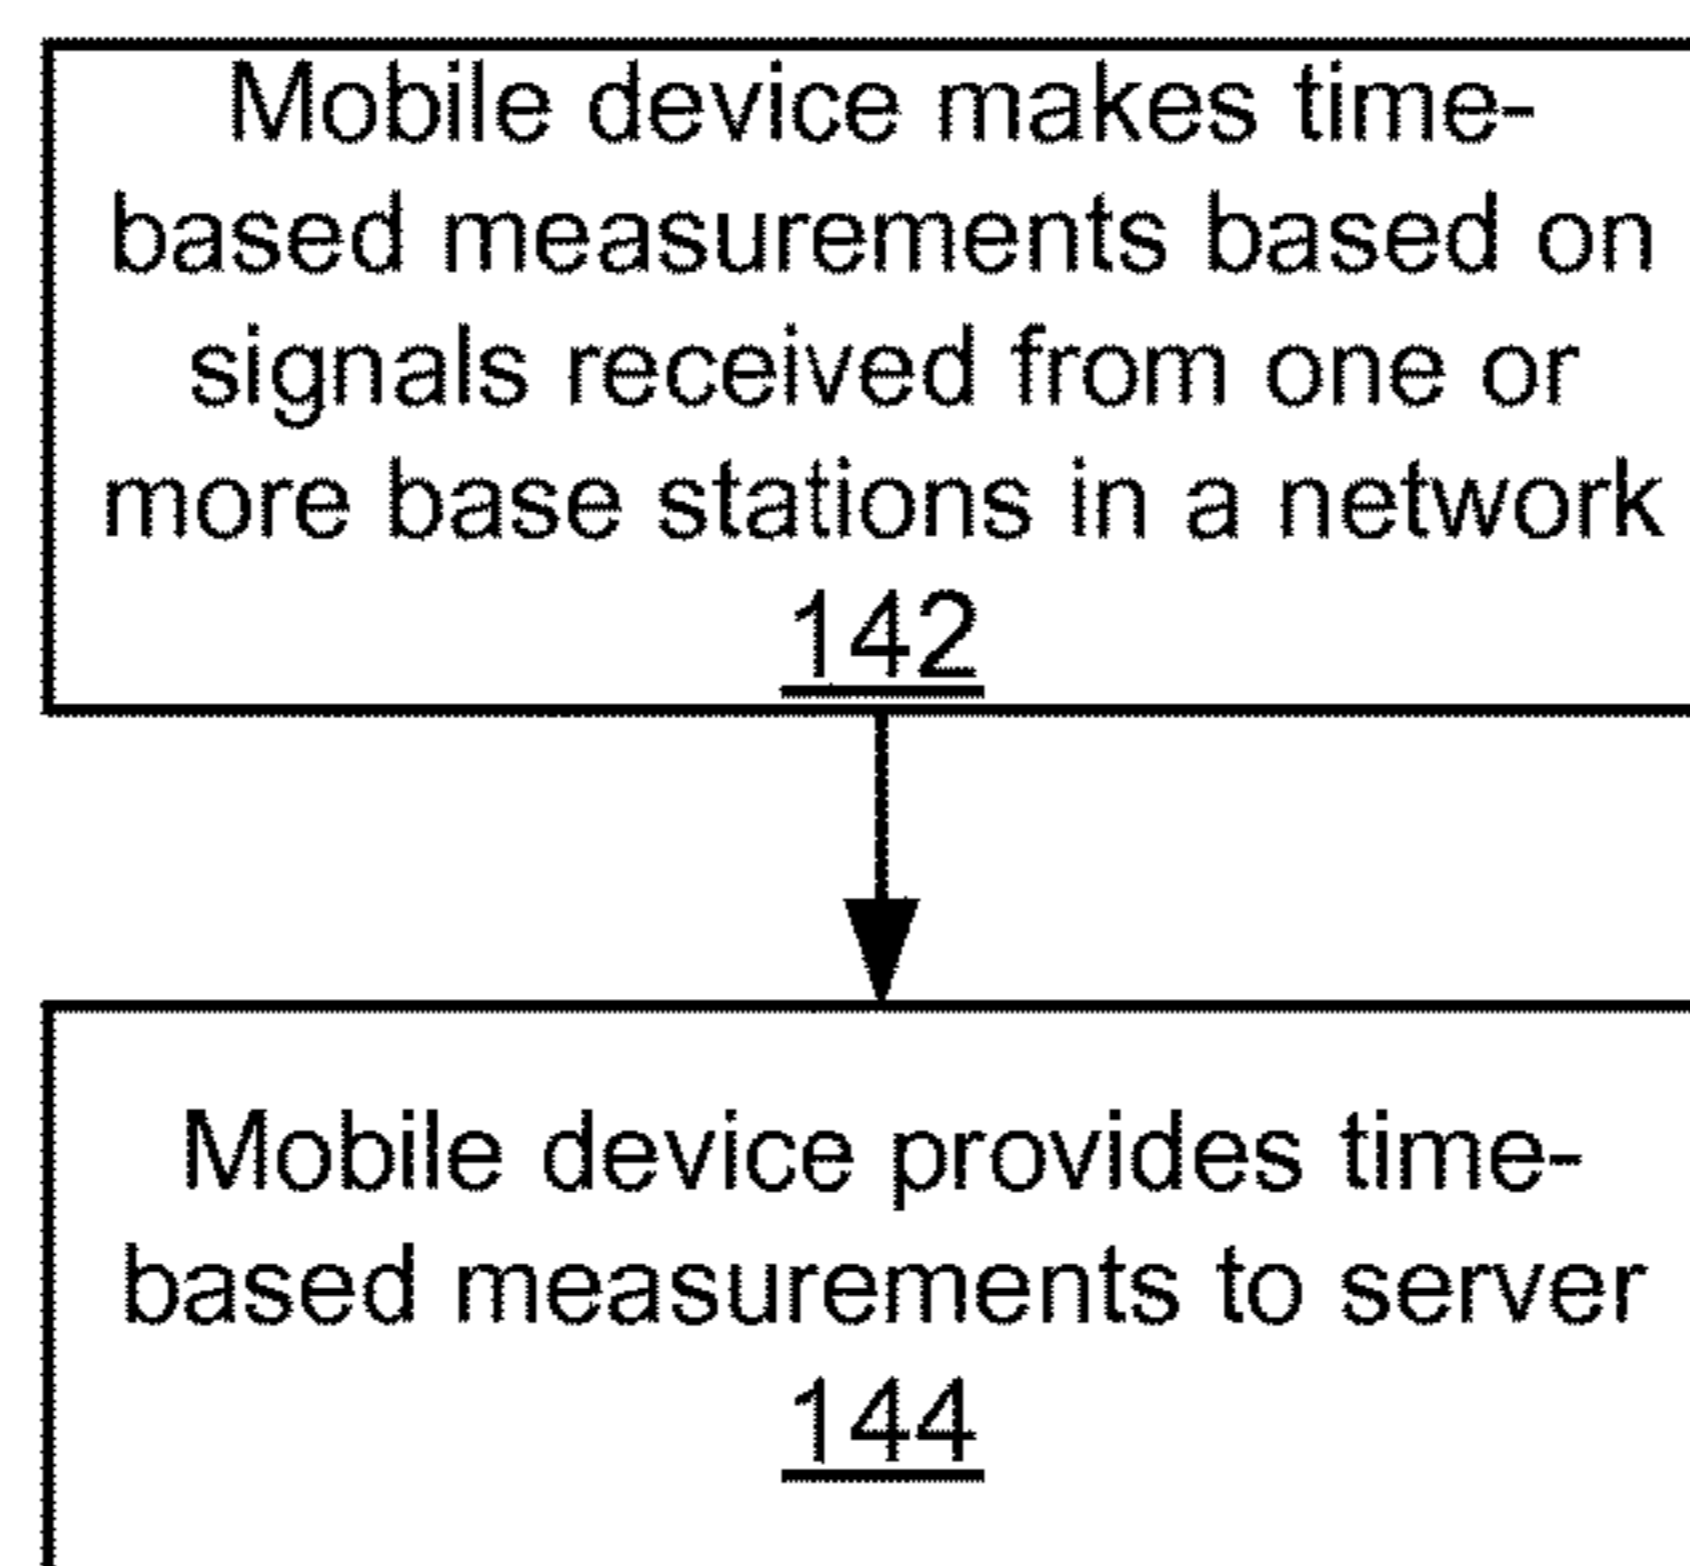 Mobile device makes time-
based measurements based on
signals received from one or
more base stations in a network
142
Mobile device provides time-
based measurements to server
144